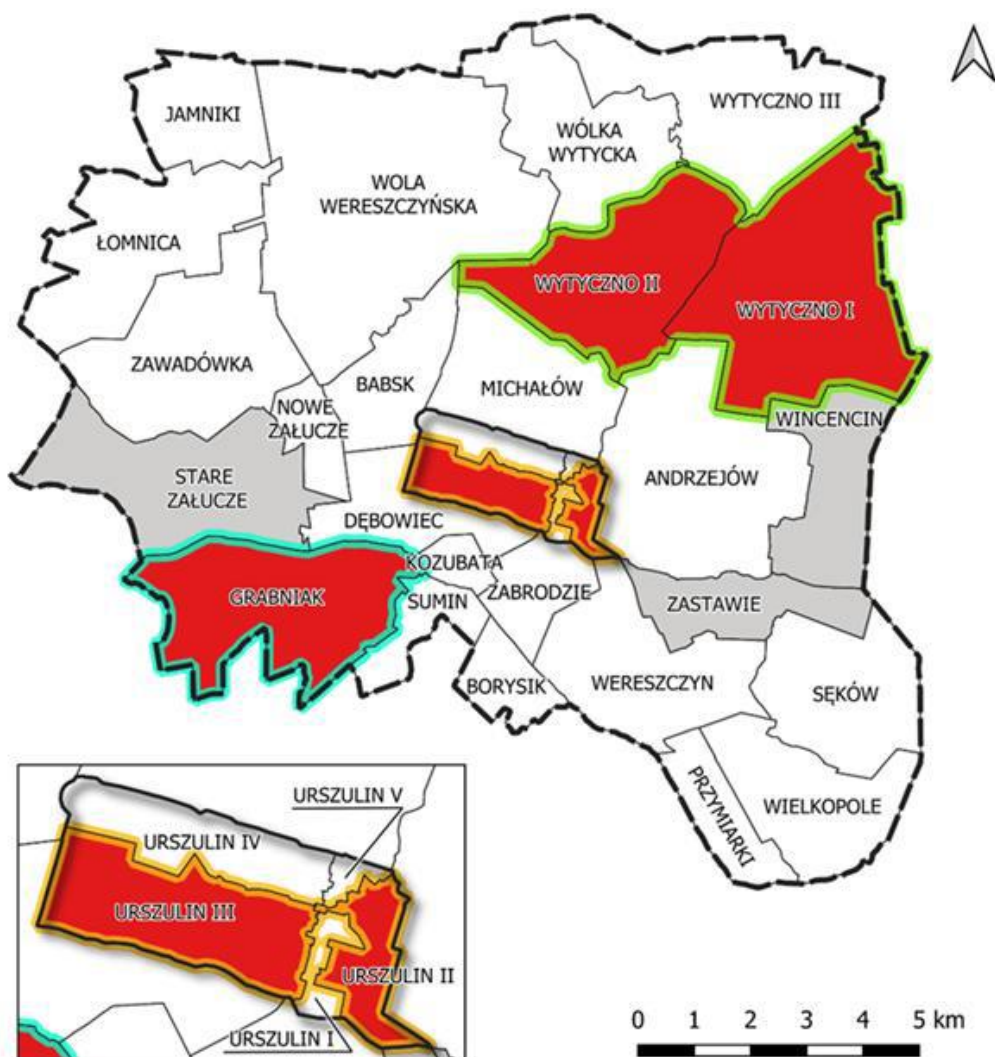 JAMNIKI
WYTYCZNO III
WÓLKA
WYTYCKA
WOLA
WERESZCZYŃSKA
ŁOMNICA
WYTYCZNO II
WYTYCZNO I
ZAWADÓWKA
BABSK
MICHAŁÓW
NOWE
ZAŁUCZE
WINCENCIN
STARE
ZAŁUCZE
ANDRZEJÓW
DĘBOWIEC
KOZUBATA
GRABNIAK
SUMIN
ZABRODZIE
ZASTAWIE
BORYSIK
WERESZCZYN
SĘKÓW
PRZYMIARKI
WIELKOPOLE
URSZULIN V
URSZULIN IV
URSZULIN III
URSZULIN II
URSZULIN I
0 1 2 3 4 5 km